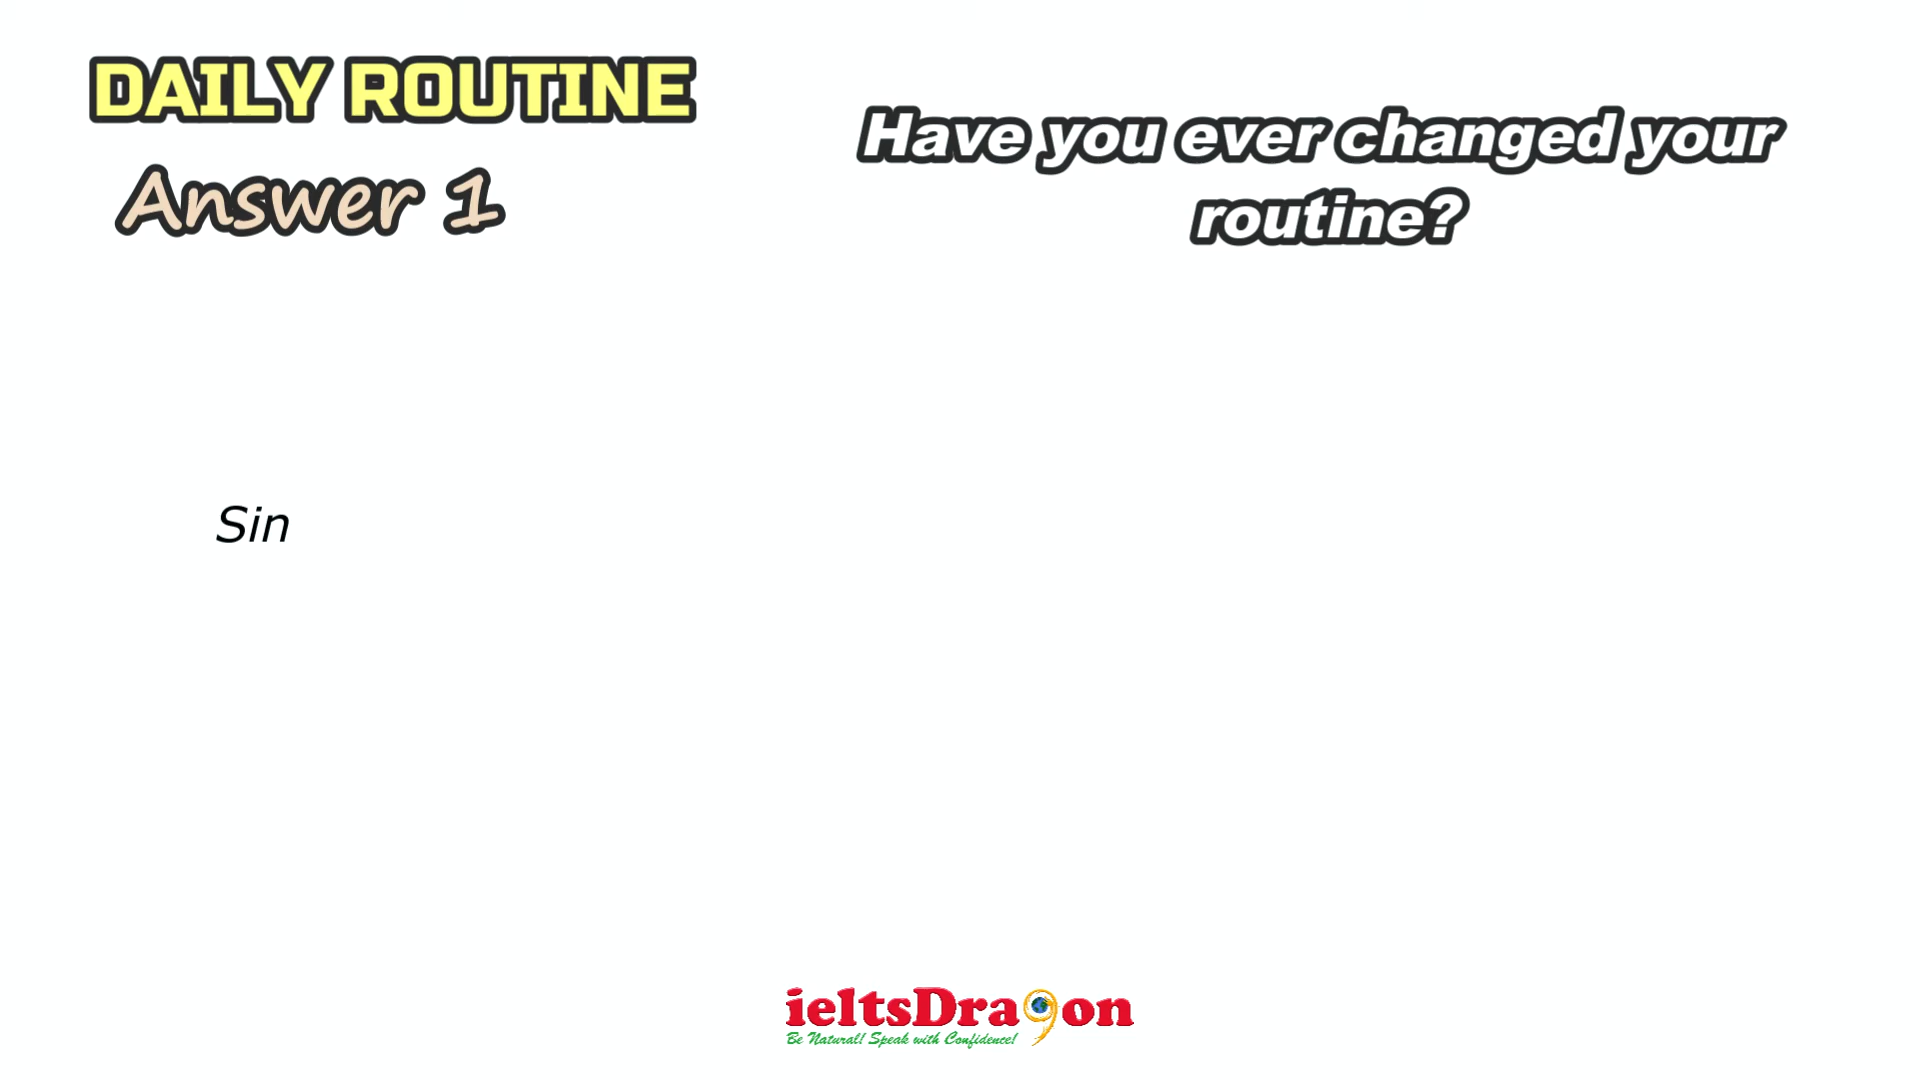 DAILY ROUTINE
Answer 1
Have you ever changed your
routine?
Sin
ieltsDra9on
Be Natural! Speak with Confidence!